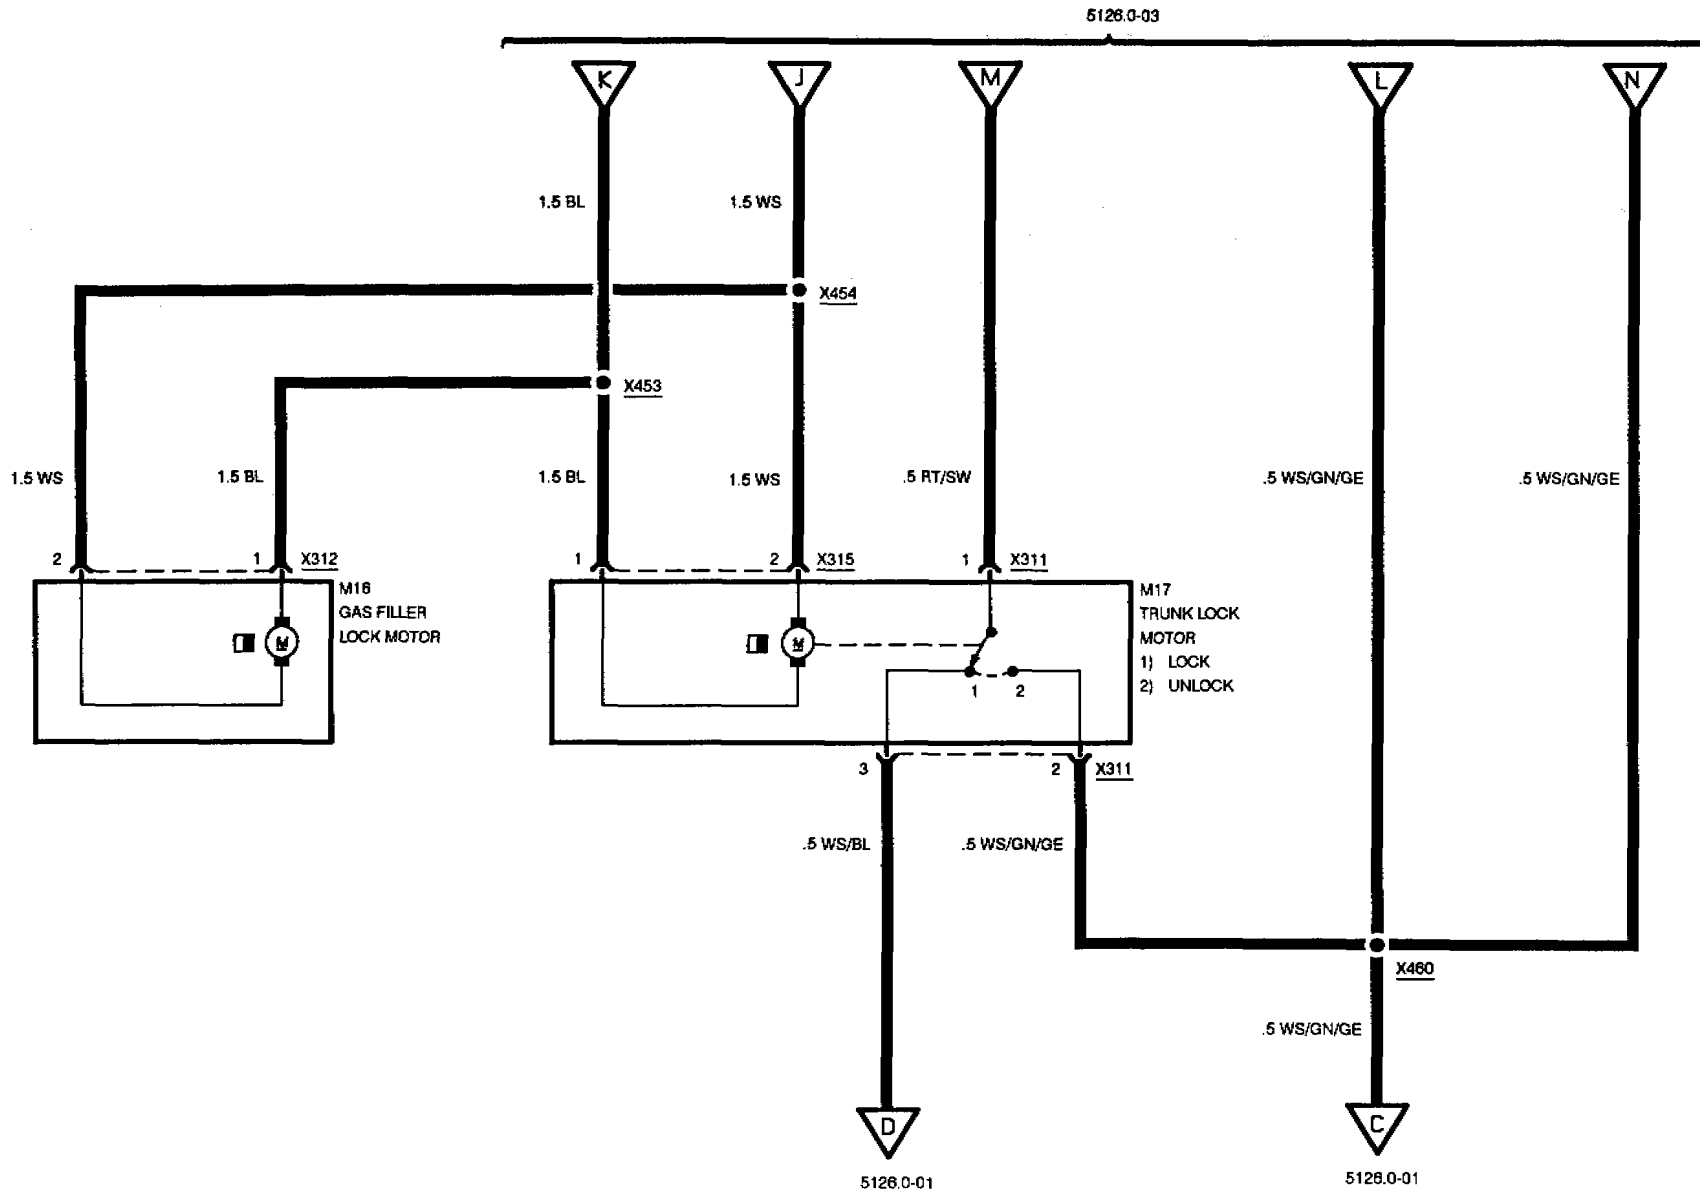 5126.0-03
K J M L N
1.5 BL 1.5 WS
X454
X453
1.5 WS 1.5 BL 1.5 BL 1.5 WS .5 RT/SW .5 WS/GN/GE .5 WS/GN/GE
2 1 X312 1 2 X315 1 X311
M16
GAS FILLER
LOCK MOTOR
M
M17
TRUNK LOCK
MOTOR
1) LOCK
2) UNLOCK
M
1 2
3 2 X311
.5 WS/BL .5 WS/GN/GE
X460
.5 WS/GN/GE
D C
5126.0-01 5126.0-01